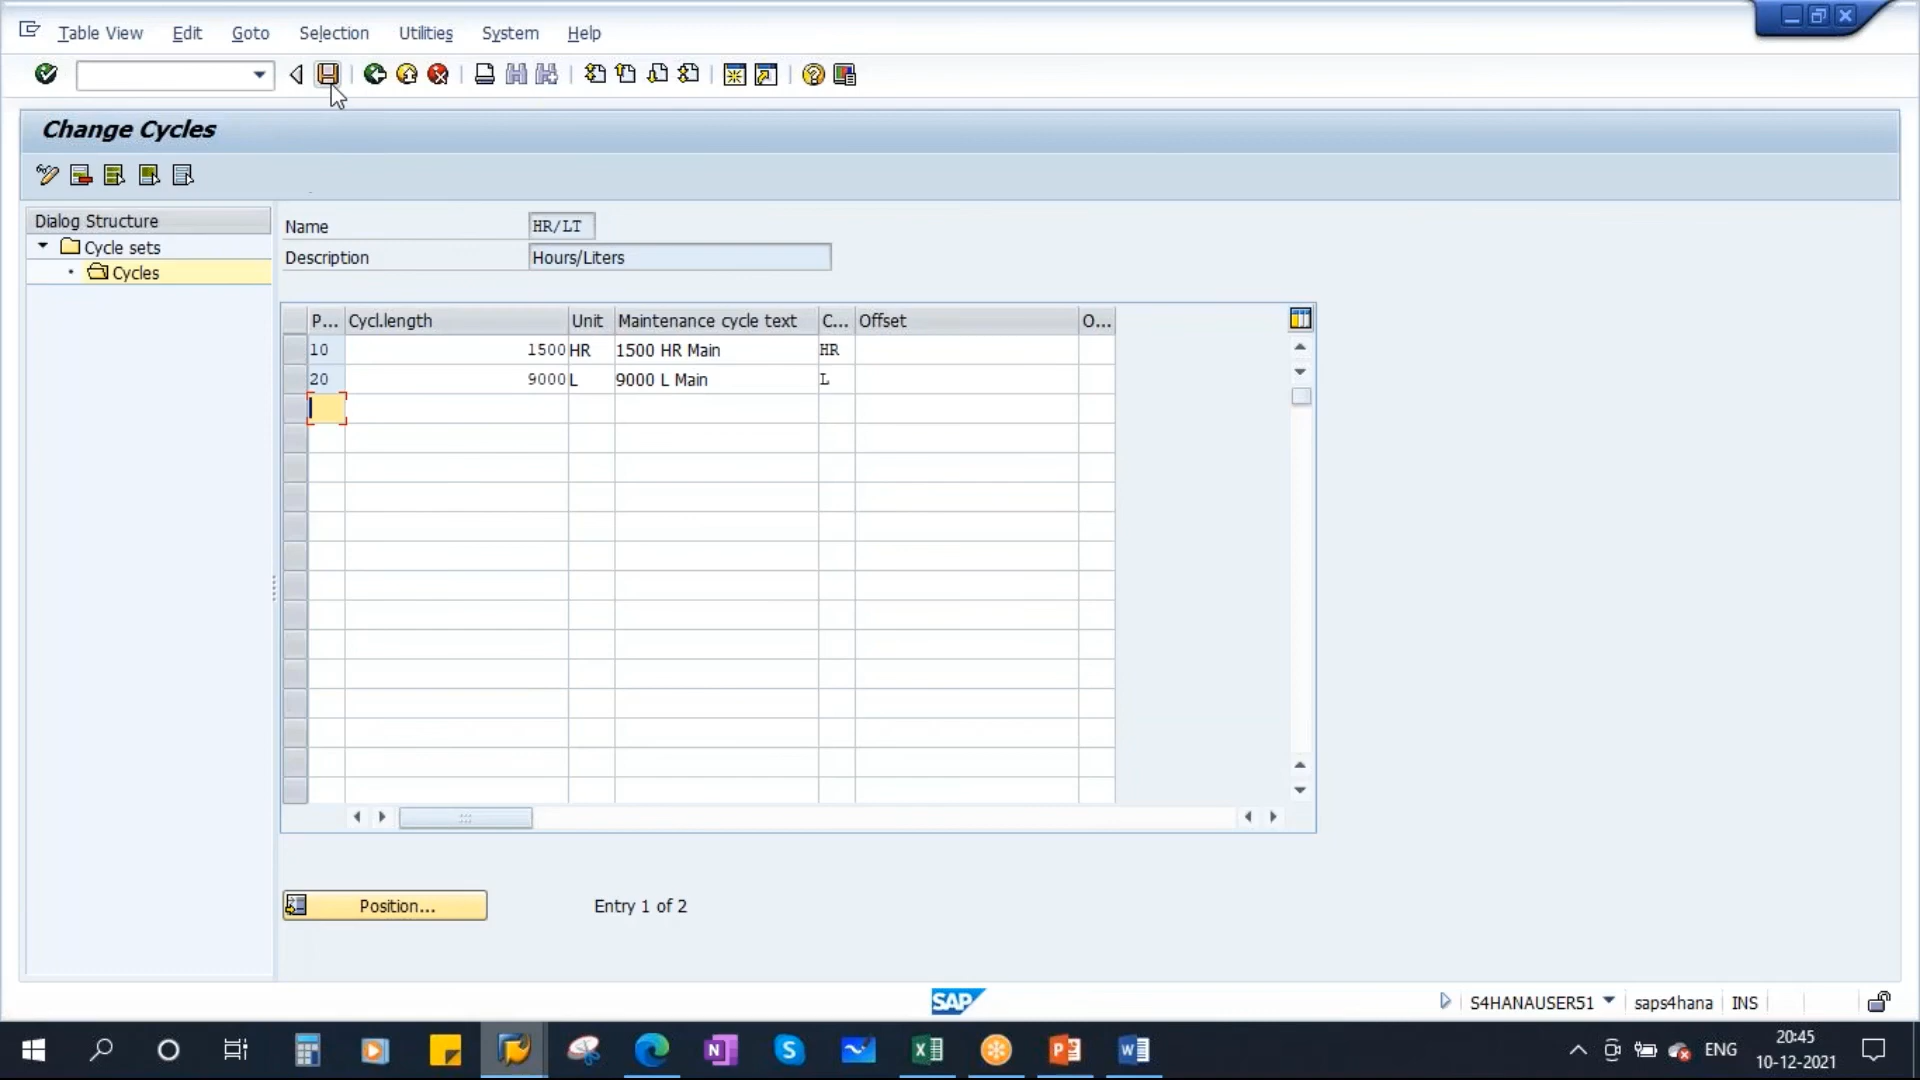 Table View Edit Goto Selection Utilities System Help
Change Cycles
Dialog Structure
Cycle sets
Cycles
Name HR/LT
Description Hours/Liters
P... Cycl.length Unit Maintenance cycle text C... Offset O...
10 1500 HR 1500 HR Main HR
20 9000 L 9000 L Main L
Position... Entry 1 of 2
SAP
S4HANAUSER51 saps4hana INS
ENG 20:45
10-12-2021